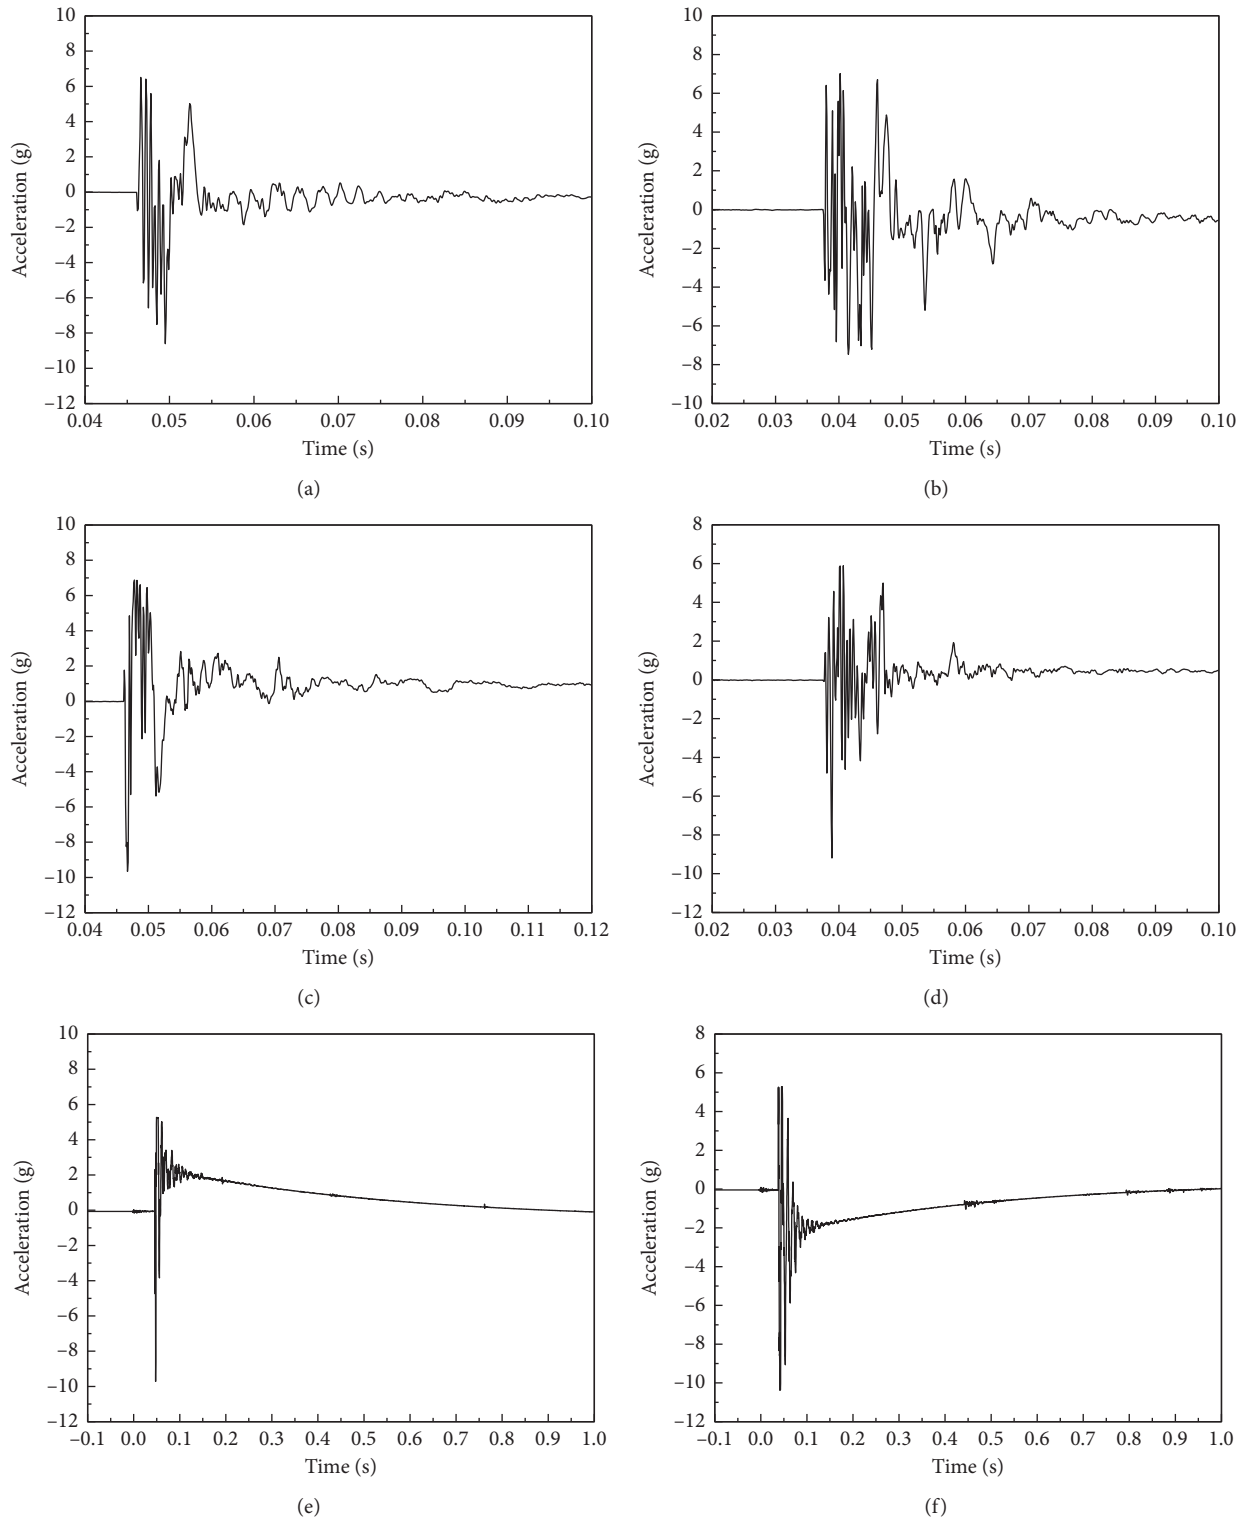 10
8
6
4
2
0
–2
–4
–6
–8
–10
–12
Acceleration (g)
0.04 0.05 0.06 0.07 0.08 0.09 0.10
Time (s)
(a)
10
8
6
4
2
0
–2
–4
–6
–8
–10
Acceleration (g)
0.02 0.03 0.04 0.05 0.06 0.07 0.08 0.09 0.10
Time (s)
(b)
10
8
6
4
2
0
–2
–4
–6
–8
–10
–12
Acceleration (g)
0.04 0.05 0.06 0.07 0.08 0.09 0.10 0.11 0.12
Time (s)
(c)
8
6
4
2
0
–2
–4
–6
–8
–10
–12
Acceleration (g)
0.02 0.03 0.04 0.05 0.06 0.07 0.08 0.09 0.10
Time (s)
(d)
10
8
6
4
2
0
–2
–4
–6
–8
–10
–12
Acceleration (g)
–0.1 0.0 0.1 0.2 0.3 0.4 0.5 0.6 0.7 0.8 0.9 1.0
Time (s)
(e)
8
6
4
2
0
–2
–4
–6
–8
–10
–12
Acceleration (g)
–0.1 0.0 0.1 0.2 0.3 0.4 0.5 0.6 0.7 0.8 0.9 1.0
Time (s)
(f)